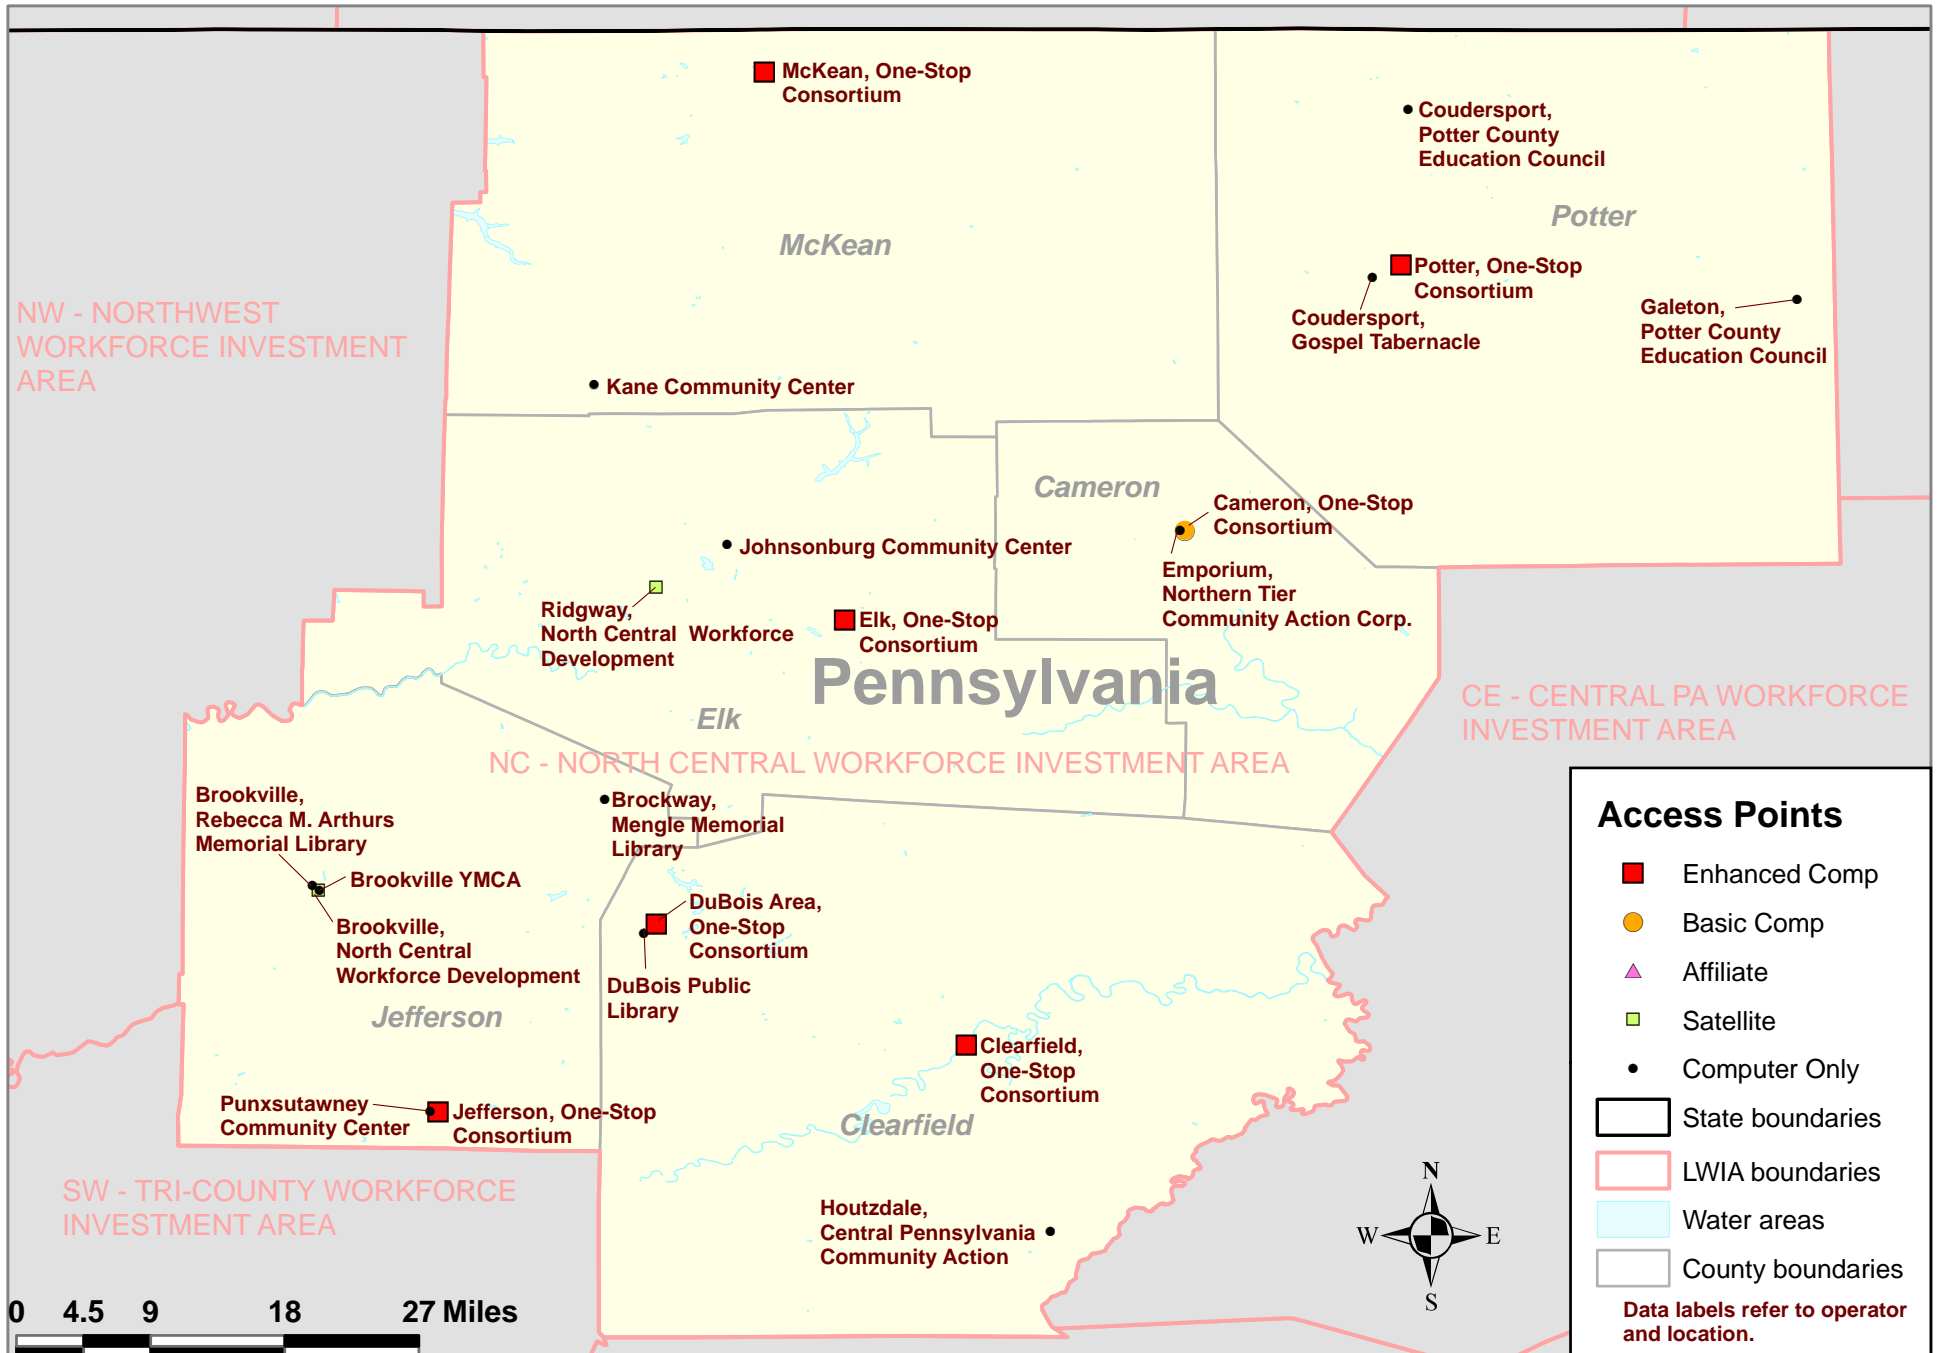 McKean, One-Stop
Consortium
Coudersport,
Potter County
Education Council
Potter
McKean
Potter, One-Stop
Consortium
Coudersport,
Gospel Tabernacle
Galeton,
Potter County
Education Council
NW - NORTHWEST
WORKFORCE INVESTMENT
AREA
Kane Community Center
Cameron
Cameron, One-Stop
Consortium
Johnsonburg Community Center
Emporium,
Northern Tier
Community Action Corp.
Ridgway,
North Central Workforce
Development
Elk, One-Stop
Consortium
Pennsylvania
Elk
CE - CENTRAL PA WORKFORCE
INVESTMENT AREA
NC - NORTH CENTRAL WORKFORCE INVESTMENT AREA
Brookville,
Rebecca M. Arthurs
Memorial Library
Brockway,
Mengle Memorial
Library
Brookville YMCA
Brookville,
North Central
Workforce Development
DuBois Area,
One-Stop
Consortium
DuBois Public
Library
Jefferson
Clearfield,
One-Stop
Consortium
Punxsutawney
Community Center
Jefferson, One-Stop
Consortium
Clearfield
SW - TRI-COUNTY WORKFORCE
INVESTMENT AREA
Houtzdale,
Central Pennsylvania
Community Action
N
W
E
S
0 4.5 9 18 27 Miles
Access Points
Enhanced Comp
Basic Comp
Affiliate
Satellite
Computer Only
State boundaries
LWIA boundaries
Water areas
County boundaries
Data labels refer to operator
and location.